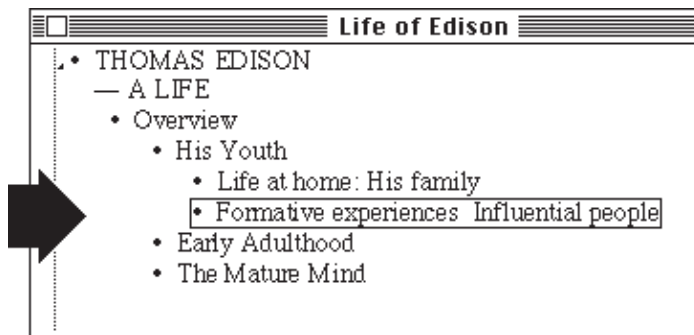 Life of Edison
• THOMAS EDISON
— A LIFE
• Overview
• His Youth
• Life at home: His family
• Formative experiences Influential people
• Early Adulthood
• The Mature Mind